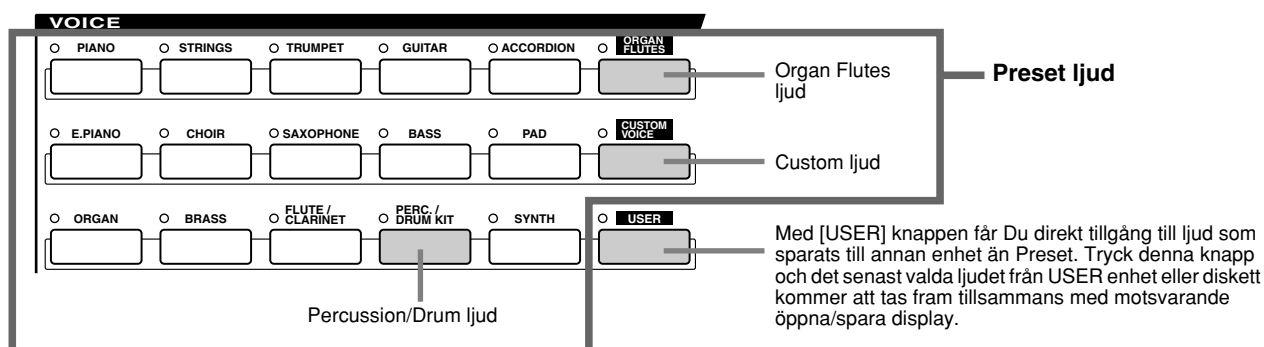 VOICE
PIANO STRINGS TRUMPET GUITAR ACCORDION ORGAN FLUTES
Organ Flutes
ljud
Preset ljud
E.PIANO CHOIR SAXOPHONE BASS PAD CUSTOM VOICE
Custom ljud
ORGAN BRASS FLUTE / CLARINET PERC. / DRUM KIT SYNTH USER
Med [USER] knappen får Du direkt tillgång till ljud som
sparats till annan enhet än Preset. Tryck denna knapp
och det senast valda ljudet från USER enhet eller diskett
kommer att tas fram tillsammans med motsvarande
öppna/spara display.
Percussion/Drum ljud